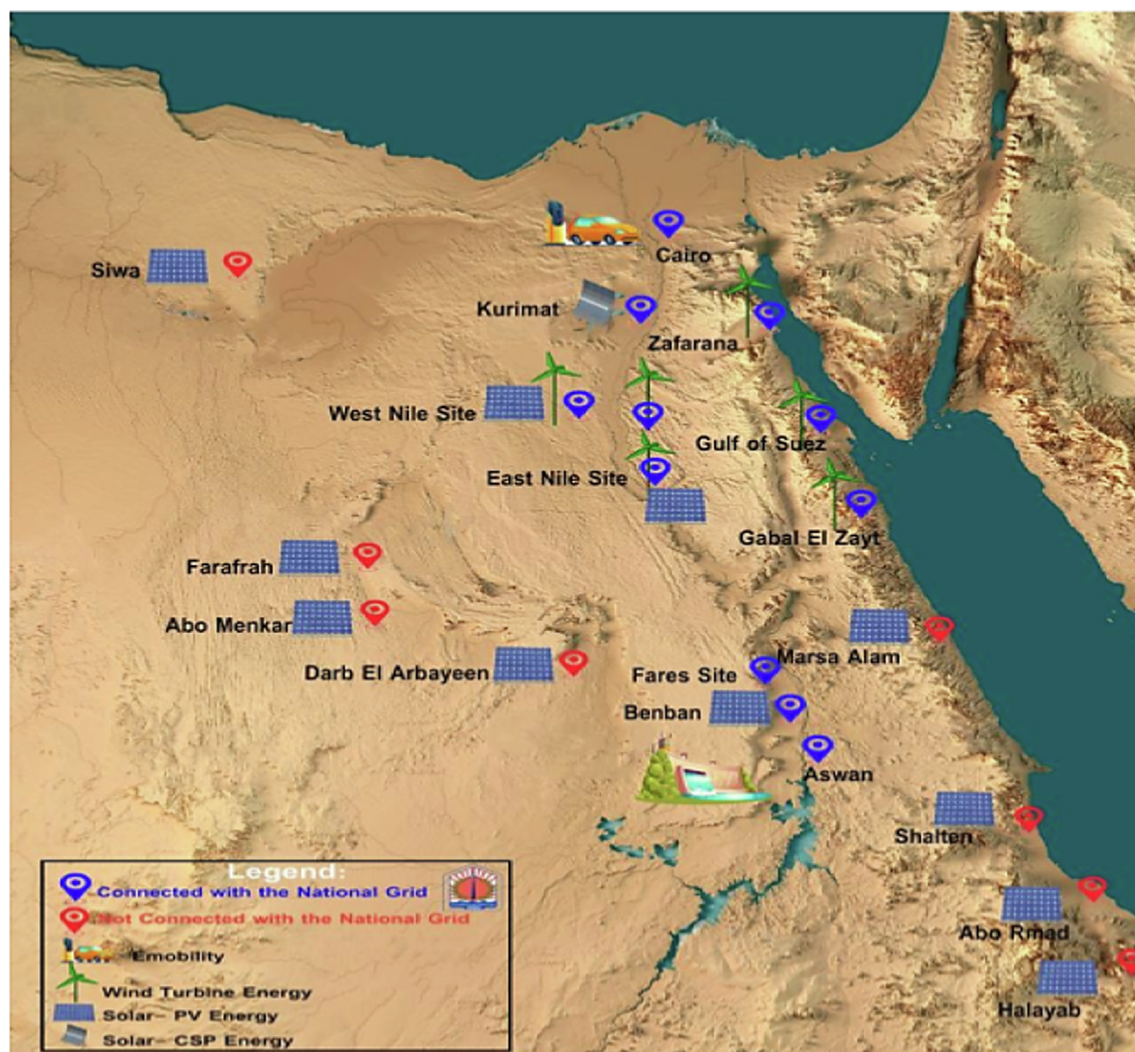 Cairo
Siwa
Kurimat
Zafarana
West Nile Site
Gulf of Suez
East Nile Site
Gabal El Zayt
Farafrah
Abo Menkar
Marsa Alam
Darb El Arbayeen
Fares Site
Benban
Aswan
Shalten
Abo Rmad
Halayab
Legend:
Connected with the National Grid
Not Connected with the National Grid
Emobility
Wind Turbine Energy
Solar– PV Energy
Solar– CSP Energy